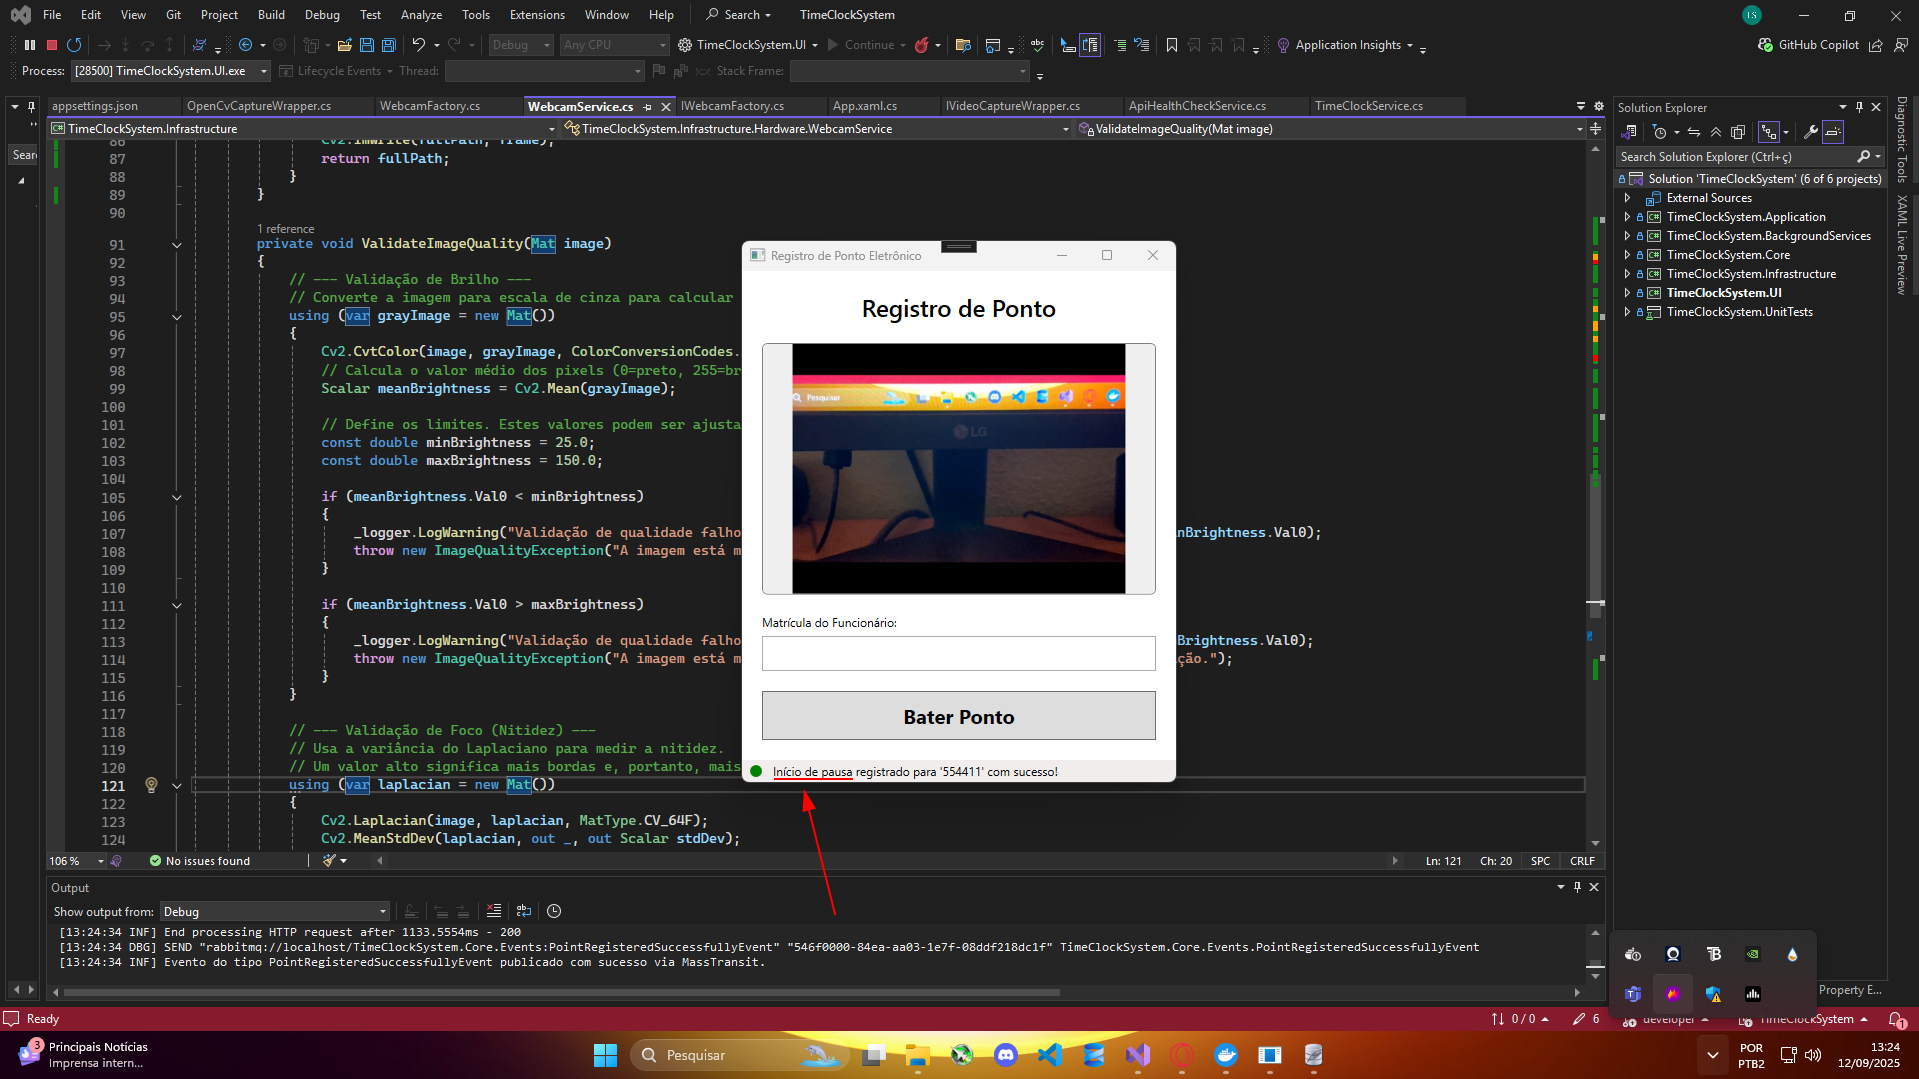 File Edit View Git Project Build Debug Test Analyze Tools Extensions Window Help Search TimeClockSystem IS
Debug Any CPU TimeClockSystem.UI Continue Application Insights GitHub Copilot
Process: [28500] TimeClockSystem.UI.exe Lifecycle Events Thread: Stack Frame:
appsettings.json OpenCvCaptureWrapper.cs WebcamFactory.cs WebcamService.cs IWebcamFactory.cs App.xaml.cs IVideoCaptureWrapper.cs ApiHealthCheckService.cs TimeClockService.cs
TimeClockSystem.Infrastructure TimeClockSystem.Infrastructure.Hardware.WebcamService ValidateImageQuality(Mat image)
Sear
86 Cv2.ImWrite(fullPath, frame);
87 return fullPath;
88 }
89 }
90
1 reference
91 private void ValidateImageQuality(Mat image)
92 {
93 // --- Validação de Brilho ---
94 // Converte a imagem para escala de cinza para calcular
95 using (var grayImage = new Mat())
96 {
97 Cv2.CvtColor(image, grayImage, ColorConversionCodes.
98 // Calcula o valor médio dos pixels (0=preto, 255=br
99 Scalar meanBrightness = Cv2.Mean(grayImage);
100
101 // Define os limites. Estes valores podem ser ajusta
102 const double minBrightness = 25.0;
103 const double maxBrightness = 150.0;
104
105 if (meanBrightness.Val0 < minBrightness)
106 {
107 _logger.LogWarning("Validação de qualidade falho nBrightness.Val0);
108 throw new ImageQualityException("A imagem está m
109 }
110
111 if (meanBrightness.Val0 > maxBrightness)
112 {
113 _logger.LogWarning("Validação de qualidade falho Brightness.Val0);
114 throw new ImageQualityException("A imagem está m ção.");
115 }
116 }
117
118 // --- Validação de Foco (Nitidez) ---
119 // Usa a variância do Laplaciano para medir a nitidez.
120 // Um valor alto significa mais bordas e, portanto, mais
121 using (var laplacian = new Mat())
122 {
123 Cv2.Laplacian(image, laplacian, MatType.CV_64F);
124 Cv2.MeanStdDev(laplacian, out _, out Scalar stdDev);
106 % No issues found Ln: 121 Ch: 20 SPC CRLF
Registro de Ponto Eletrônico
Registro de Ponto
Pesquisar
LG
Matrícula do Funcionário:
Bater Ponto
Início de pausa registrado para '554411' com sucesso!
Solution Explorer
Search Solution Explorer (Ctrl+ç)
Solution 'TimeClockSystem' (6 of 6 projects)
External Sources
TimeClockSystem.Application
TimeClockSystem.BackgroundServices
TimeClockSystem.Core
TimeClockSystem.Infrastructure
TimeClockSystem.UI
TimeClockSystem.UnitTests
Property E...
Diagnostic Tools
XAML Live Preview
Output
Show output from: Debug
[13:24:34 INF] End processing HTTP request after 1133.5554ms - 200
[13:24:34 DBG] SEND "rabbitmq://localhost/TimeClockSystem.Core.Events:PointRegisteredSuccessfullyEvent" "546f0000-84ea-aa03-1e7f-08ddf218dc1f" TimeClockSystem.Core.Events.PointRegisteredSuccessfullyEvent
[13:24:34 INF] Evento do tipo PointRegisteredSuccessfullyEvent publicado com sucesso via MassTransit.
Ready 0 / 0 6 developer TimeClockSystem 1
3 Principais Notícias
Imprensa intern...
Pesquisar
POR
PTB2
13:24
12/09/2025